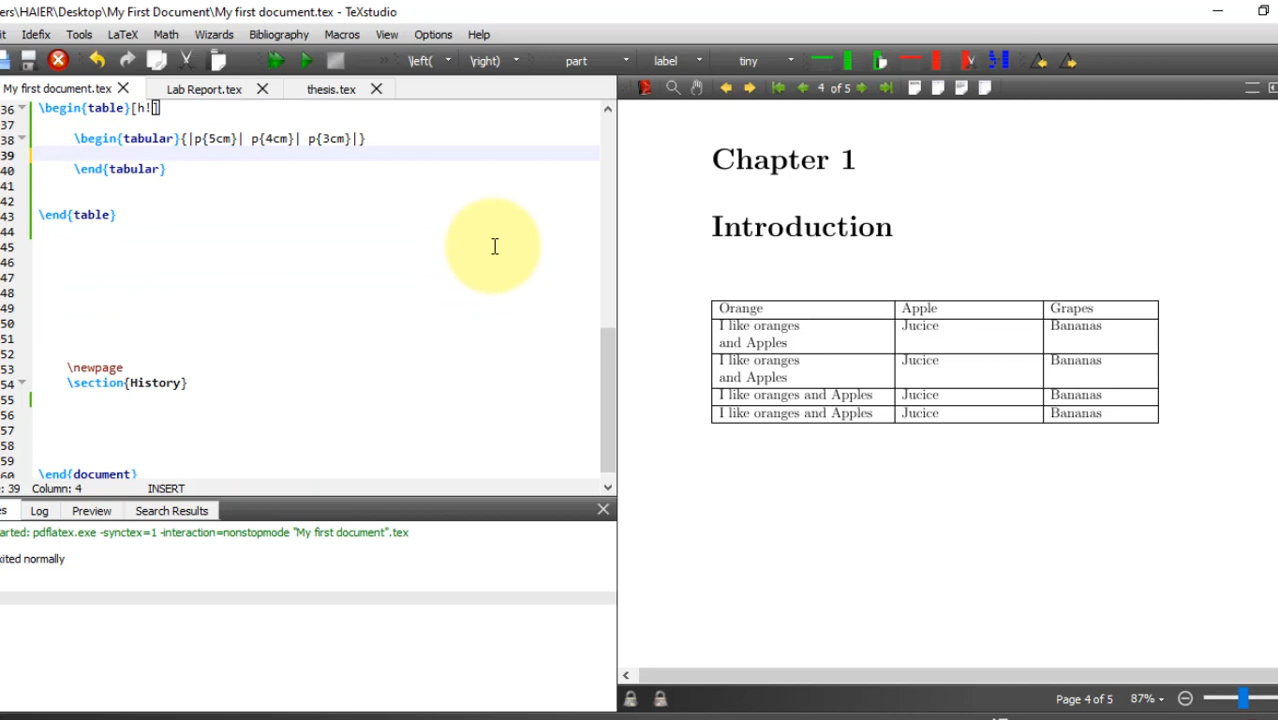 ers\HAIER\Desktop\My First Document\My first document.tex - TeXstudio
it Idefix Tools LaTeX Math Wizards Bibliography Macros View Options Help
\left( \right) part label tiny
My first document.tex Lab Report.tex thesis.tex 4 of 5
36 \begin{table}[h!]
37
38 \begin{tabular}{|p{5cm}| p{4cm}| p{3cm}|}
39
40 \end{tabular}
41
42
43 \end{table}
44
45
46
47
48
49
50
51
52
53 \newpage
54 \section{History}
55
56
57
58
59
60 \end{document}
: 39 Column: 4 INSERT
es Log Preview Search Results
arted: pdflatex.exe -synctex=1 -interaction=nonstopmode "My first document".tex
xited normally
Chapter 1
Introduction
Orange Apple Grapes
I like oranges and Apples Jucice Bananas
I like oranges and Apples Jucice Bananas
I like oranges and Apples Jucice Bananas
I like oranges and Apples Jucice Bananas
Page 4 of 5 87%